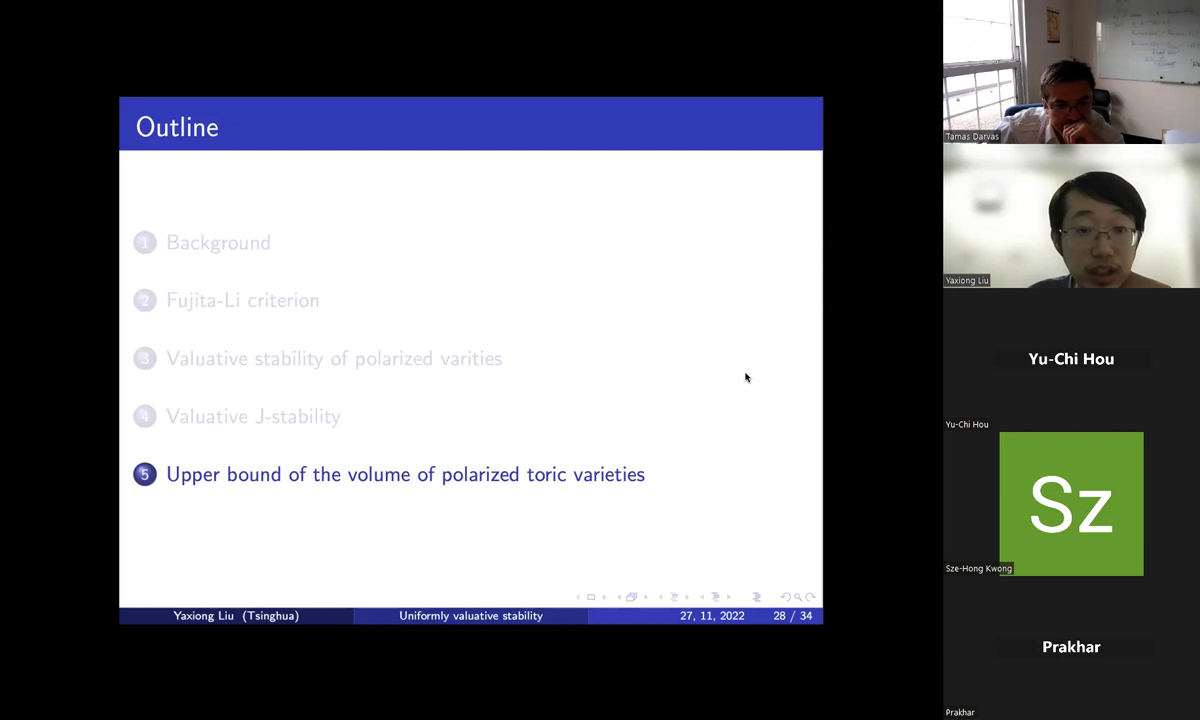 Outline
1 Background
2 Fujita-Li criterion
3 Valuative stability of polarized varities
4 Valuative J-stability
5 Upper bound of the volume of polarized toric varieties
Yaxiong Liu (Tsinghua) Uniformly valuative stability 27, 11, 2022 28 / 34
Tamas Darvas
Yaxiong Liu
Yu-Chi Hou
Yu-Chi Hou
Sz
Sze-Hong Kwong
Prakhar
Prakhar